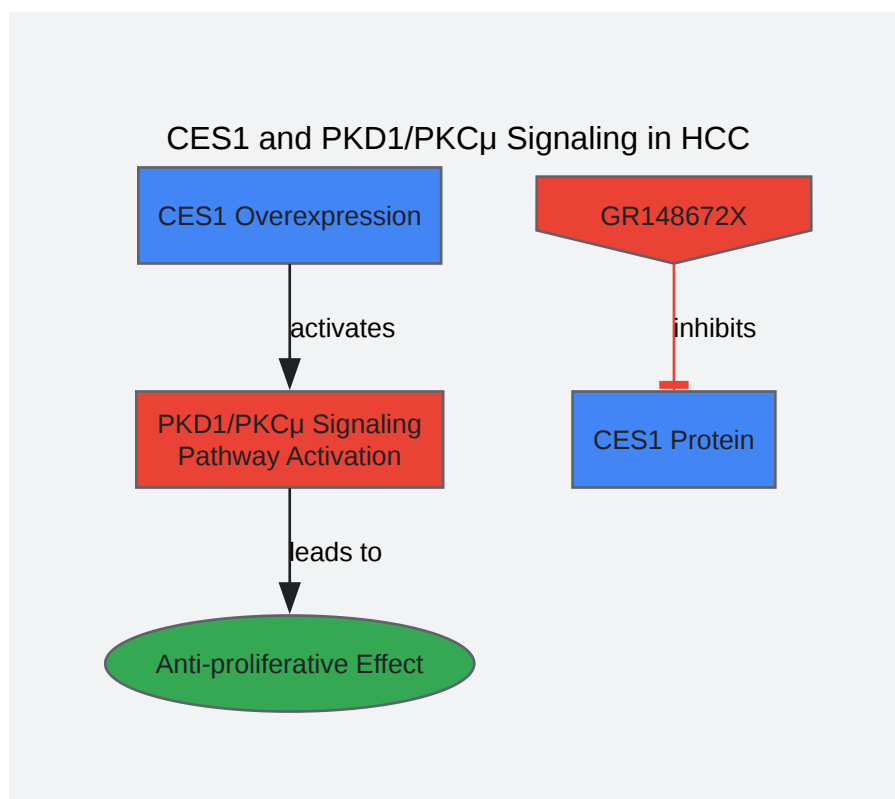 CES1 and PKD1/PKCμ Signaling in HCC
CES1 Overexpression
GR148672X
activates
inhibits
PKD1/PKCμ Signaling
Pathway Activation
CES1 Protein
leads to
Anti-proliferative Effect